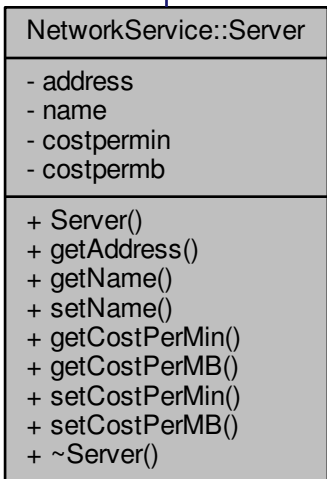 NetworkService::Server
- address
- name
- costpermin
- costpermb
+ Server()
+ getAddress()
+ getName()
+ setName()
+ getCostPerMin()
+ getCostPerMB()
+ setCostPerMin()
+ setCostPerMB()
+ ~Server()